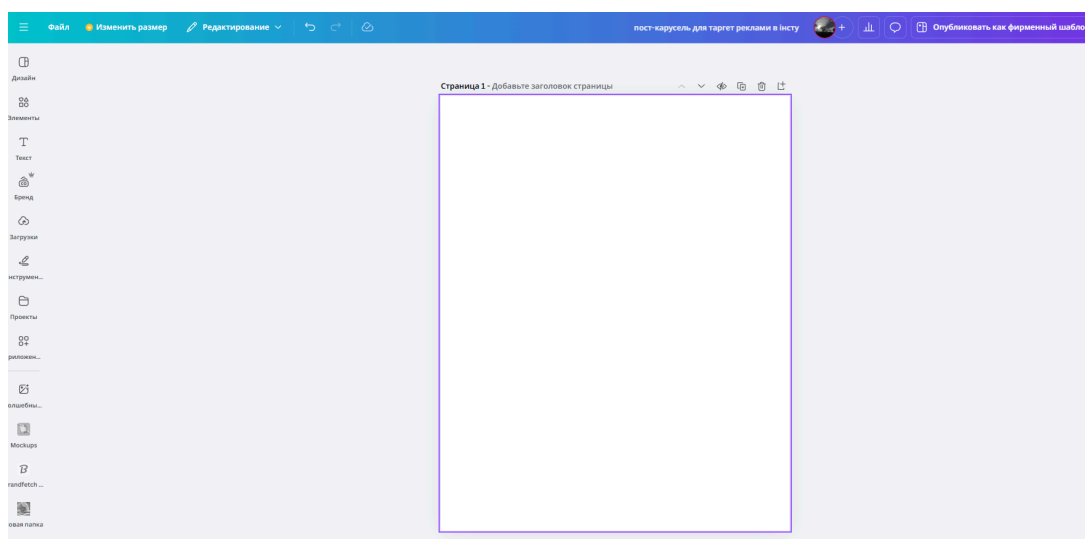 Файл
Изменить размер
Редактирование
пост-карусель для таргет реклами в інсту
Опубликовать как фирменный шабло
Дизайн
Элементы
Текст
Бренд
Загрузки
нструмен...
Проекты
риложен...
олшебны...
Mockups
randfetch ...
овая папка
Страница 1 - Добавьте заголовок страницы